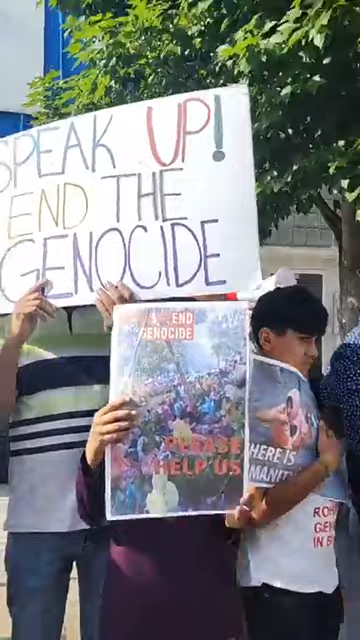 SPEAK UP!
END THE
GENOCIDE
END
GENOCIDE
PLEASE
HELP US
HERE IS
MANITY
ROH
GEN
IN B